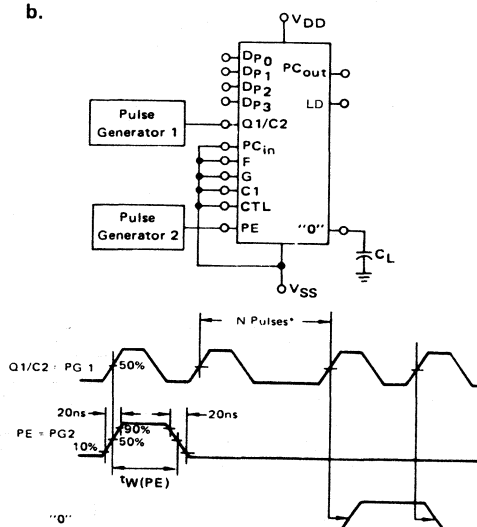 b.
VDD
DP0
DP1
DP2
DP3
PCout
LD
Pulse Generator 1
Q1/C2
PCin
F
G
C1
CTL
Pulse Generator 2
PE
"0"
CL
VSS
N Pulses*
Q1/C2 = PG 1
50%
20ns
20ns
PE = PG2
90%
50%
10%
tW(PE)
"0"